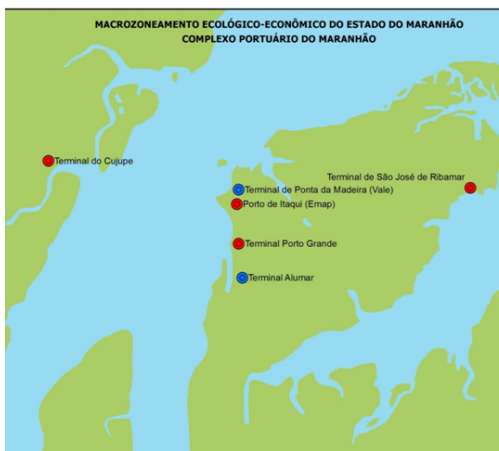 MACROZONEAMENTO ECOLÓGICO-ECONÔMICO DO ESTADO DO MARANHÃO
COMPLEXO PORTUÁRIO DO MARANHÃO
Terminal do Cujupe
Terminal de São José de Ribamar
Terminal de Ponta da Madeira (Vale)
Porto de Itaqui (Emap)
Terminal Porto Grande
Terminal Alumar